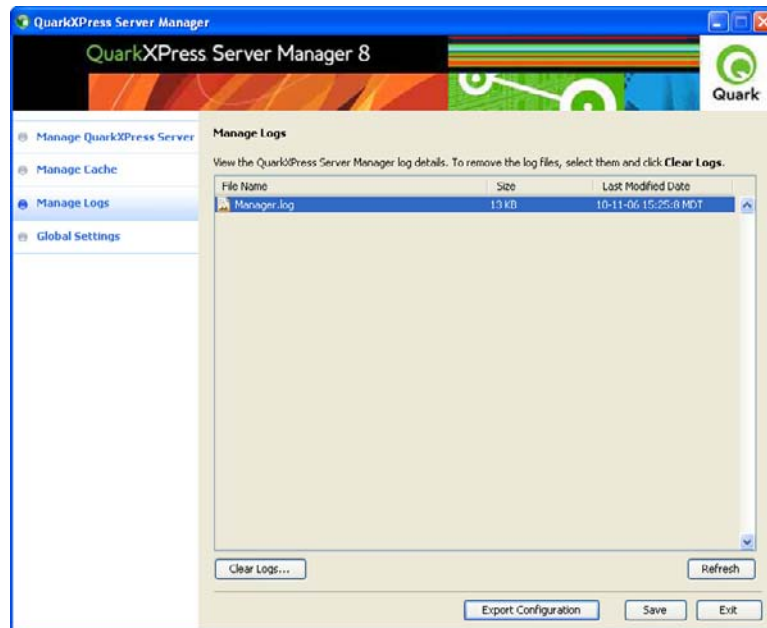 QuarkXPress Server Manager
QuarkXPress Server Manager 8
Quark
Manage QuarkXPress Server
Manage Cache
Manage Logs
Global Settings
Manage Logs
View the QuarkXPress Server Manager log details. To remove the log files, select them and click Clear Logs.
File Name Size Last Modified Date
Manager.log 13 KB 10-11-06 15:25:8 MDT
Clear Logs... Refresh
Export Configuration Save Exit